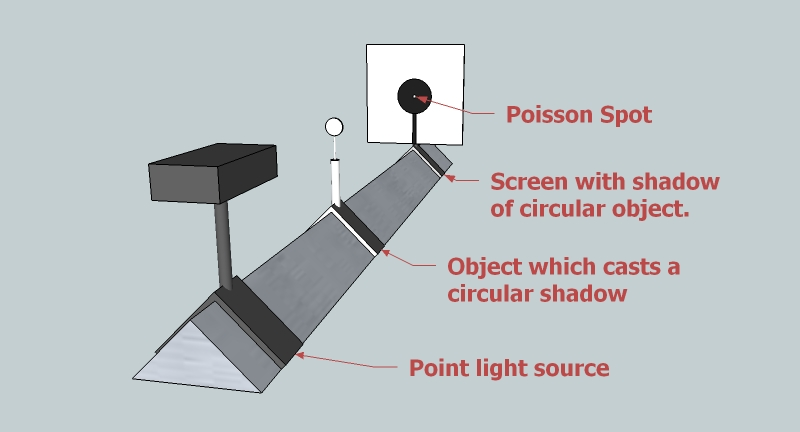 Poisson Spot
Screen with shadow
of circular object.
Object which casts a
circular shadow
Point light source